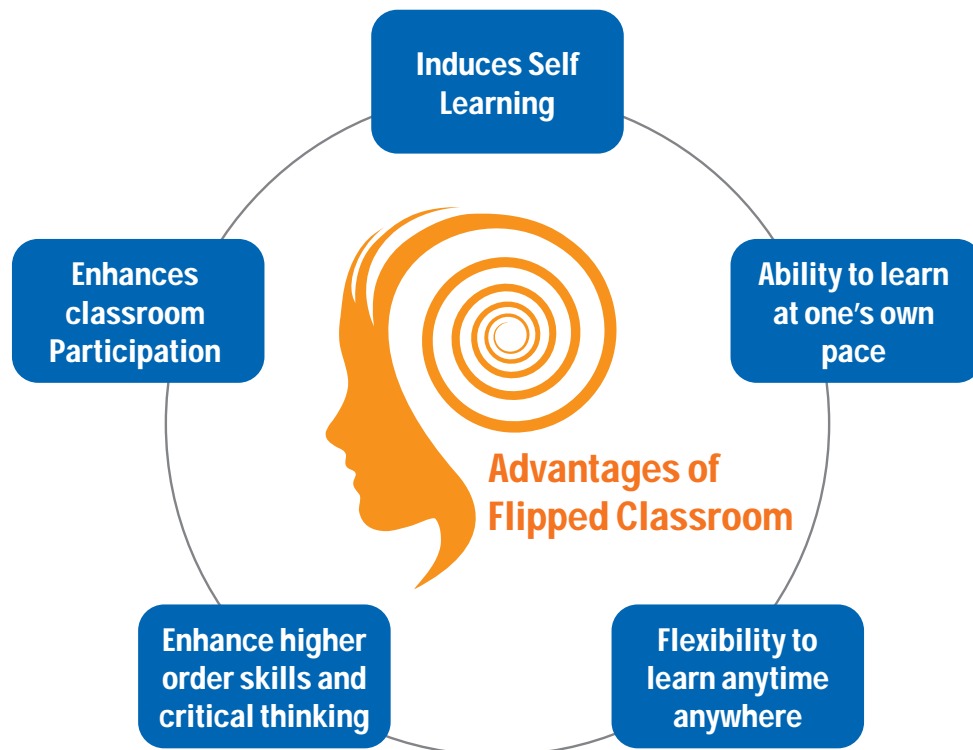 Induces Self
Learning
Enhances
classroom
Participation
Ability to learn
at one's own
pace
Advantages of
Flipped Classroom
Enhance higher
order skills and
critical thinking
Flexibility to
learn anytime
anywhere